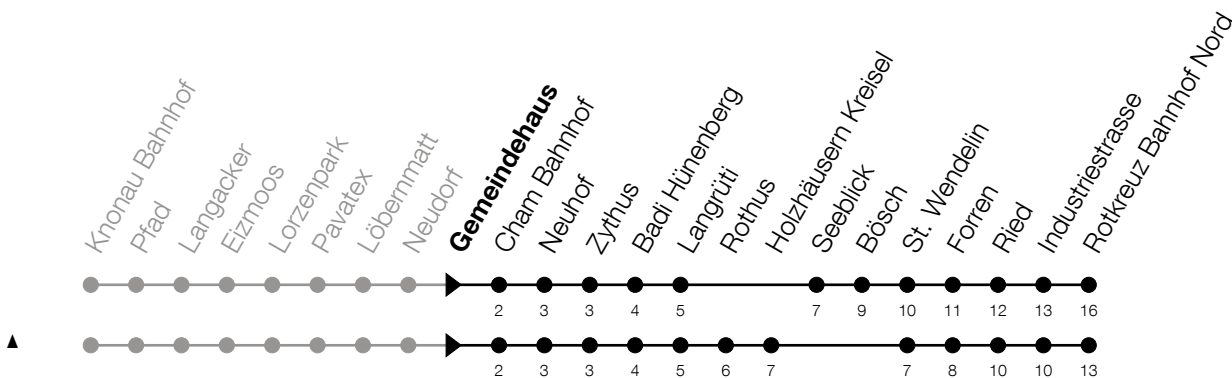 Knonau Bahnhof
Pfad
Langacker
Eizmoos
Lorzenpark
Pavatex
Löbernmatt
Neudorf
Gemeindehaus
Cham Bahnhof
Neuhof
Zythus
Badi Hünenberg
Langrüti
Rothus
Holzhäusern Kreisel
Seeblick
Bösch
St. Wendelin
Forren
Ried
Industriestrasse
Rotkreuz Bahnhof Nord
2 3 3 4 5 7 9 10 11 12 13 16
2 3 3 4 5 6 7 7 8 10 10 13